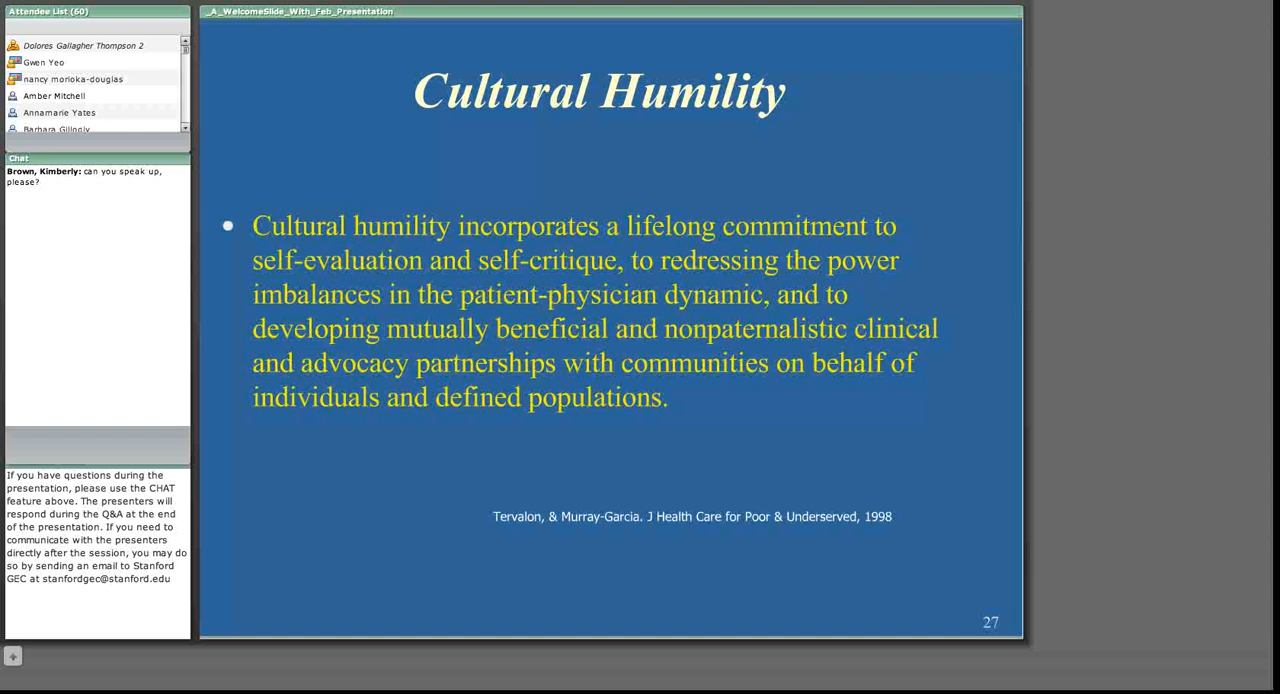 Attendee List (60)
Dolores Gallagher Thompson 2
Gwen Yeo
nancy morioka-douglas
Amber Mitchell
Annamarie Yates
Barbara Gillogly
Chat
Brown, Kimberly: can you speak up,
please?
If you have questions during the
presentation, please use the CHAT
feature above. The presenters will
respond during the Q&A at the end
of the presentation. If you need to
communicate with the presenters
directly after the session, you may do
so by sending an email to Stanford
GEC at stanfordgec@stanford.edu
_A_WelcomeSlide_With_Feb_Presentation
Cultural Humility
• Cultural humility incorporates a lifelong commitment to
self-evaluation and self-critique, to redressing the power
imbalances in the patient-physician dynamic, and to
developing mutually beneficial and nonpaternalistic clinical
and advocacy partnerships with communities on behalf of
individuals and defined populations.
Tervalon, & Murray-Garcia. J Health Care for Poor & Underserved, 1998
27